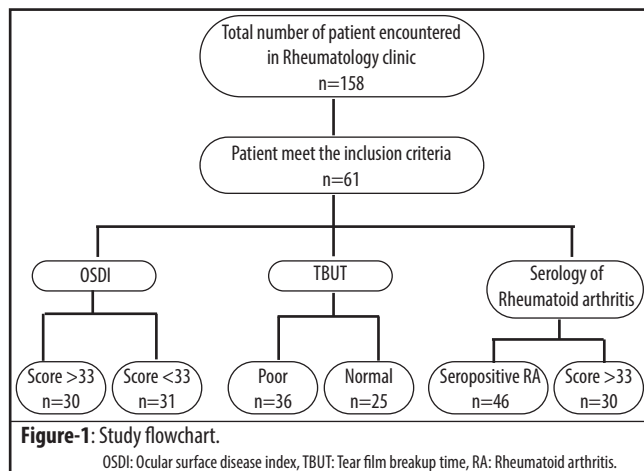 Total number of patient encountered
in Rheumatology clinic
n=158
Patient meet the inclusion criteria
n=61
OSDI
TBUT
Serology of
Rheumatoid arthritis
Score >33
n=30
Score <33
n=31
Poor
n=36
Normal
n=25
Seropositive RA
n=46
Score >33
n=30
Figure-1: Study flowchart.
OSDI: Ocular surface disease index, TBUT: Tear film breakup time, RA: Rheumatoid arthritis.